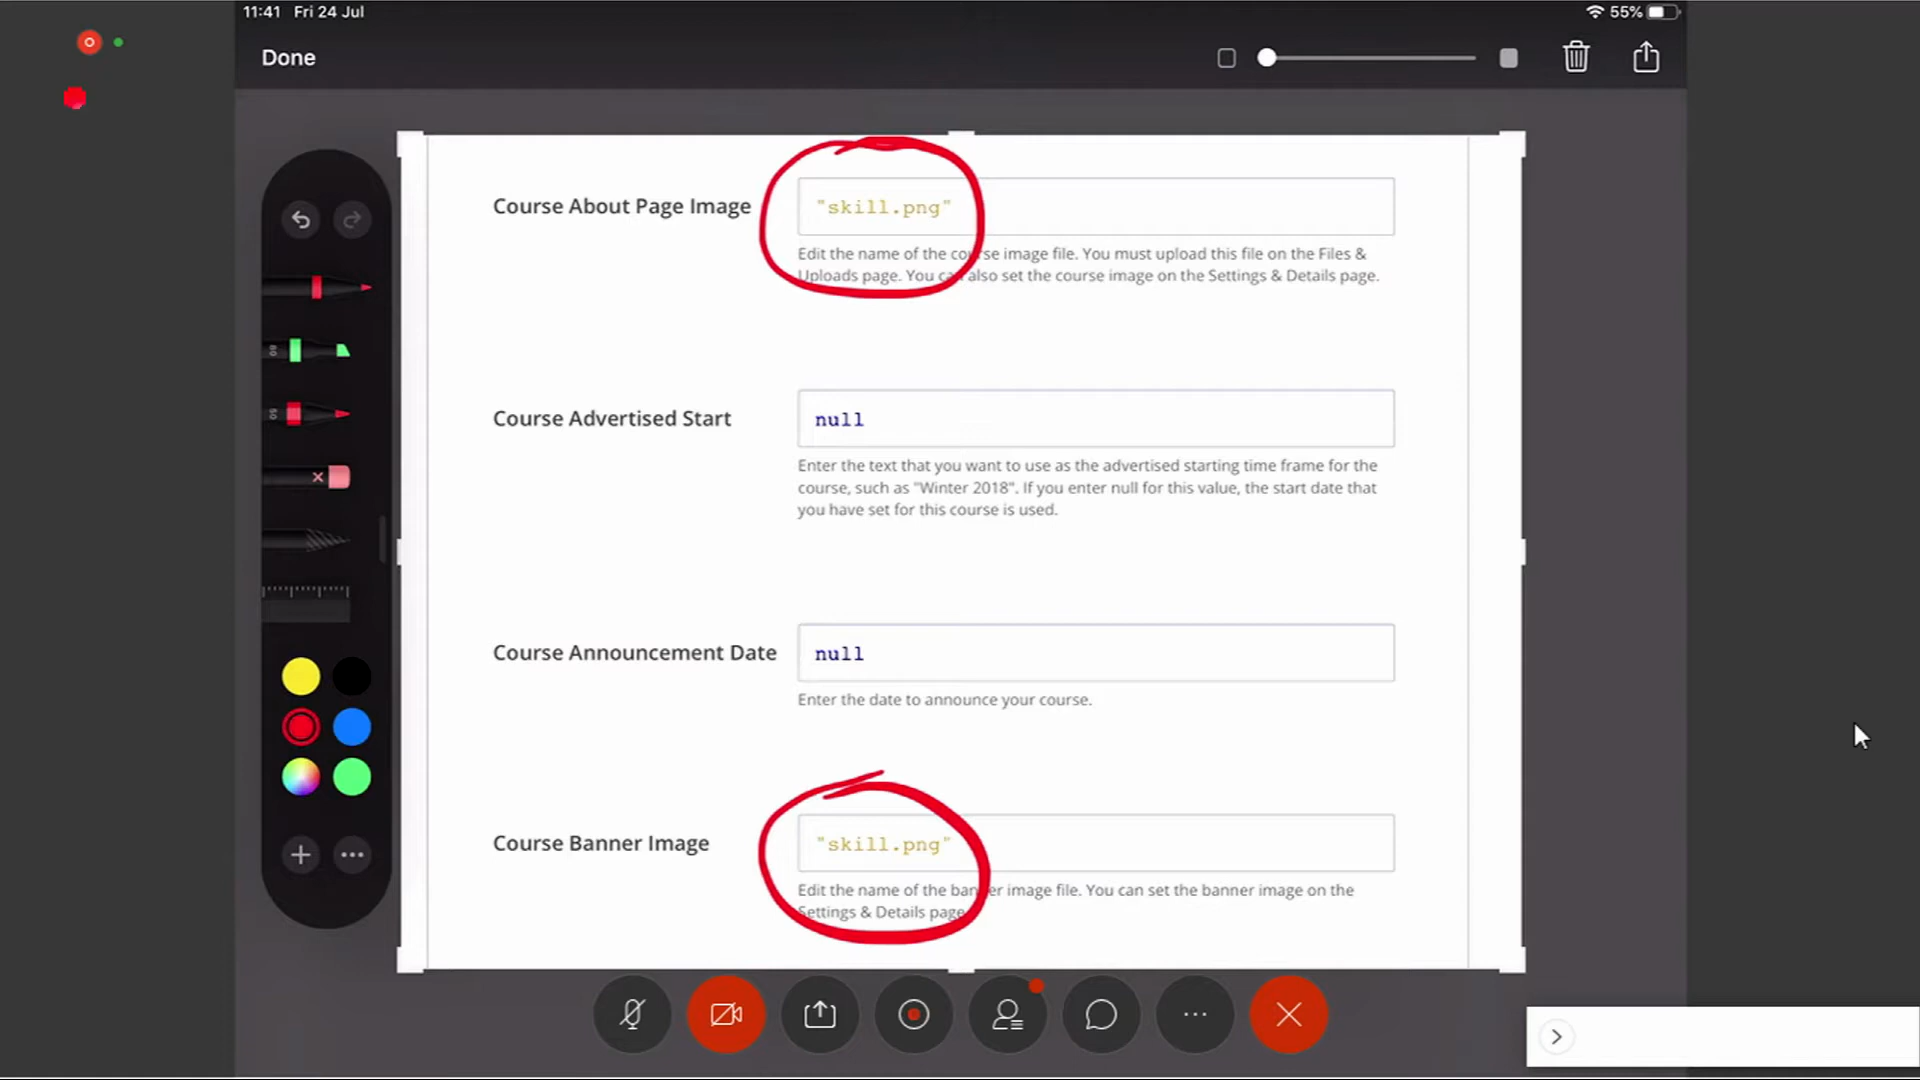 11:41 Fri 24 Jul
55%
Done
Course About Page Image
"skill.png"
Edit the name of the course image file. You must upload this file on the Files &
Uploads page. You can also set the course image on the Settings & Details page.
Course Advertised Start
null
Enter the text that you want to use as the advertised starting time frame for the
course, such as "Winter 2018". If you enter null for this value, the start date that
you have set for this course is used.
Course Announcement Date
null
Enter the date to announce your course.
Course Banner Image
"skill.png"
Edit the name of the banner image file. You can set the banner image on the
Settings & Details page
80
50